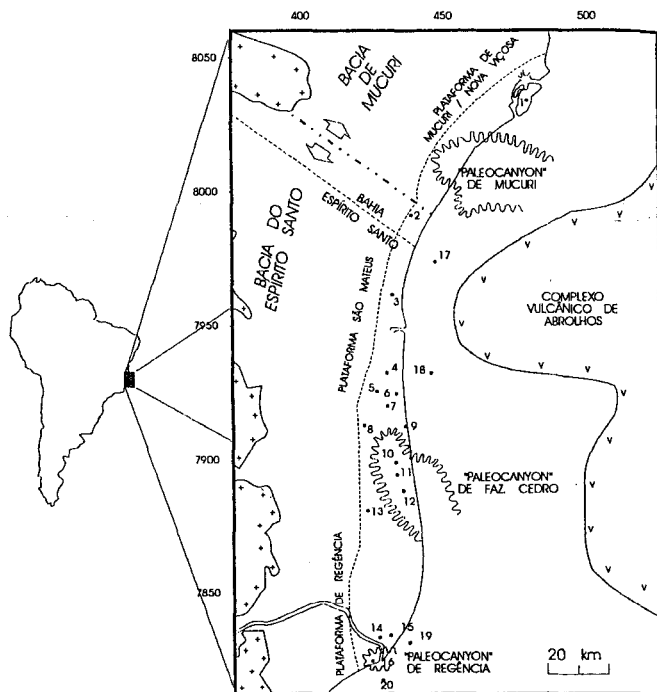 400
450
500
8050
8000
7950
7900
7850
BACIA
DE
MUCURI
PLATAFORMA DE
MUCURI / NOVA VIÇOSA
1
"PALEOCANYON"
DE MUCURI
BAHIA
ESPÍRITO SANTO
2
BACIA DO
ESPÍRITO SANTO
17
3
PLATAFORMA SÃO MATEUS
COMPLEXO
VULCÂNICO DE
ABROLHOS
4
18
5
6
7
8
9
10
11
12
13
"PALEOCANYON"
DE FAZ CEDRO
PLATAFORMA DE REGÊNCIA
14
15
19
"PALEOCANYON"
DE REGÊNCIA
20
20 km